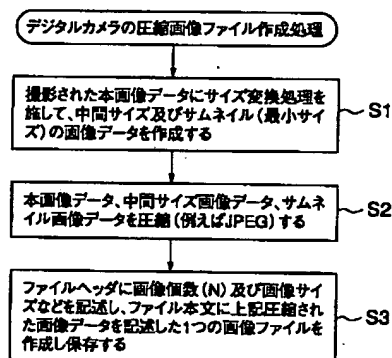 デジタルカメラの圧縮画像ファイル作成処理
撮影された本画像データにサイズ変換処理を
施して、中間サイズ及びサムネイル(最小サイ
ズ)の画像データを作成する
S1
本画像データ、中間サイズ画像データ、サムネ
イル画像データを圧縮(例えばJPEG)する
S2
ファイルヘッダに画像個数(N)及び画像サイ
ズなどを記述し、ファイル本文に上記圧縮され
た画像データを記述した1つの画像ファイルを
作成し保存する
S3